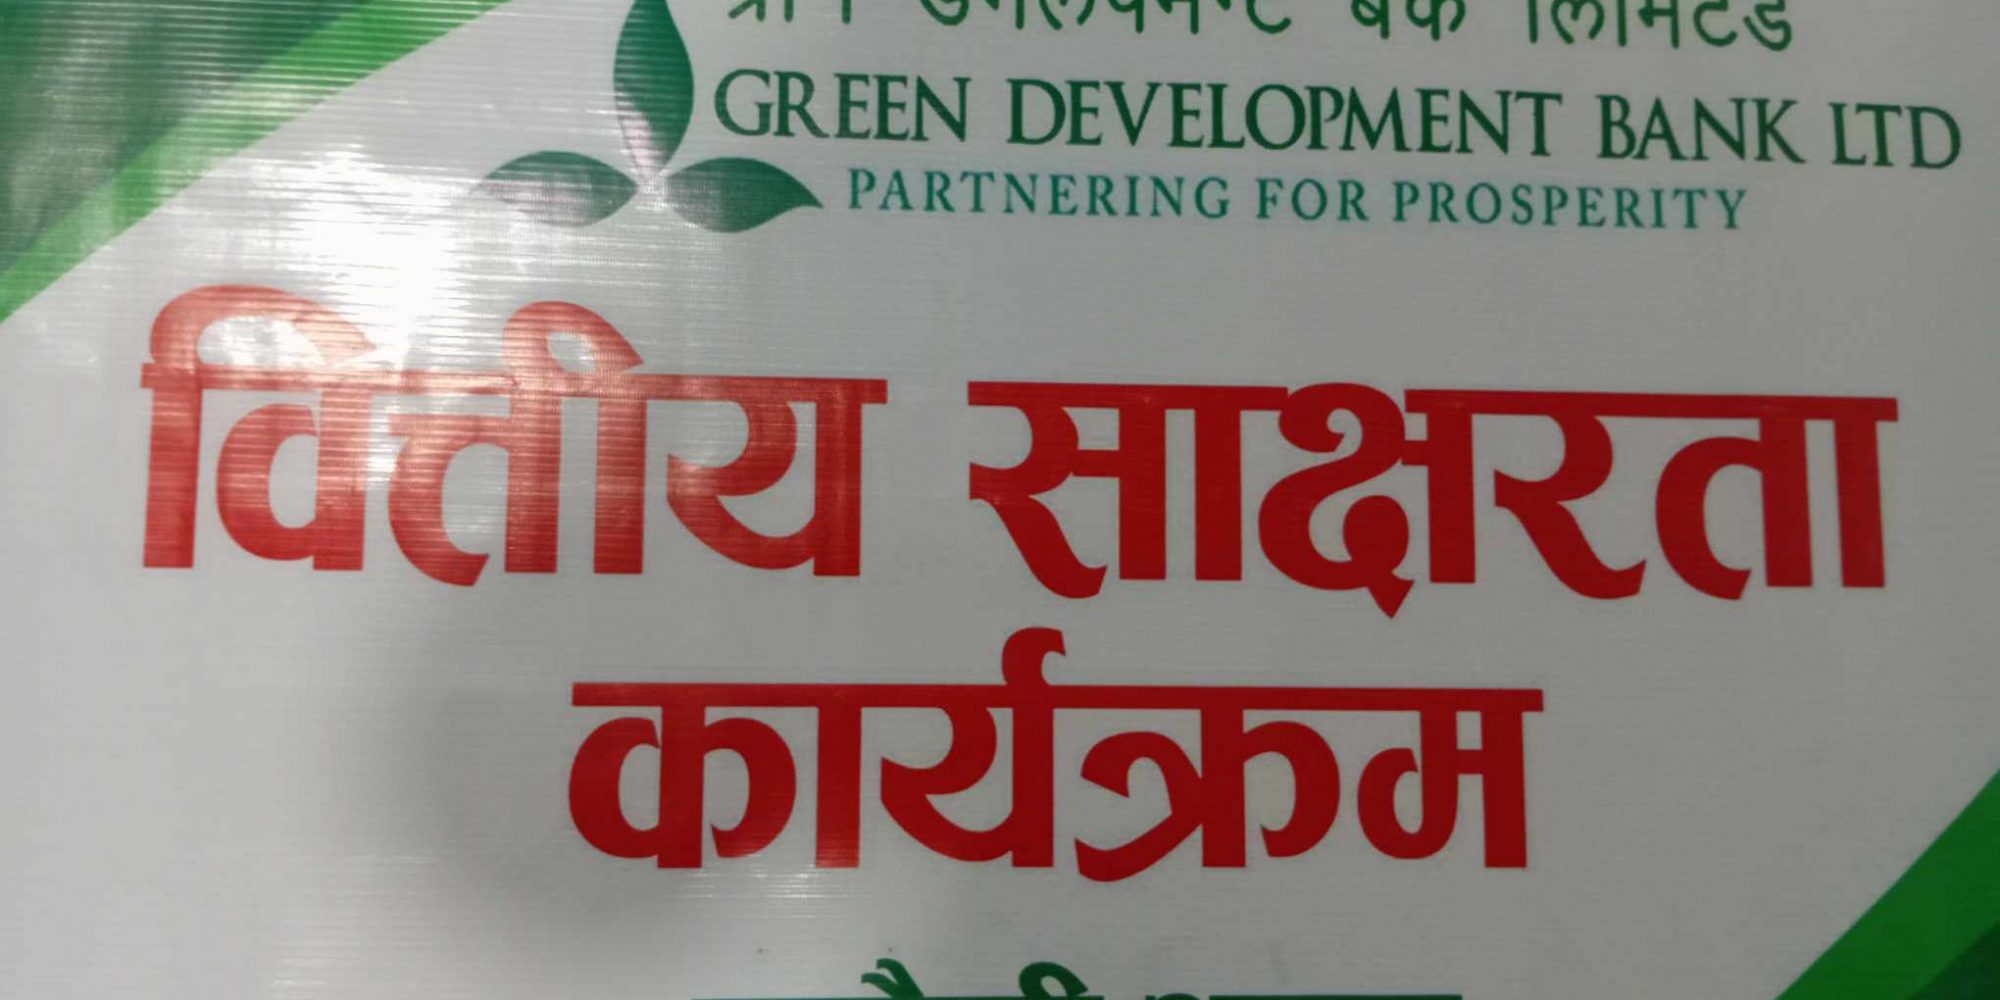 ग्रीन डेभलपमेन्ट बैंक लिमिटेड
GREEN DEVELOPMENT BANK LTD
PARTNERING FOR PROSPERITY
वित्तीय साक्षरता
कार्यक्रम